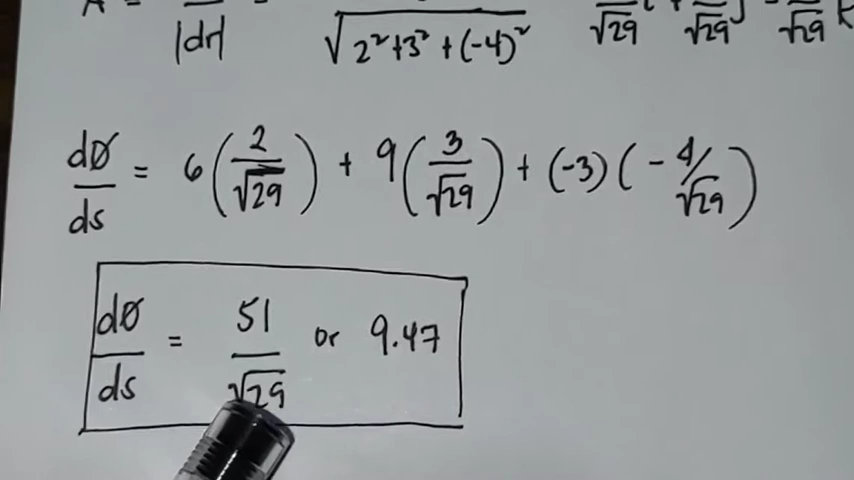 |dr| √2²+3²+(-4)² √29 i + √29 j - √29 k
dø/ds = 6(2/√29) + 9(3/√29) + (-3)(-4/√29)
dø/ds = 51/√29 or 9.47